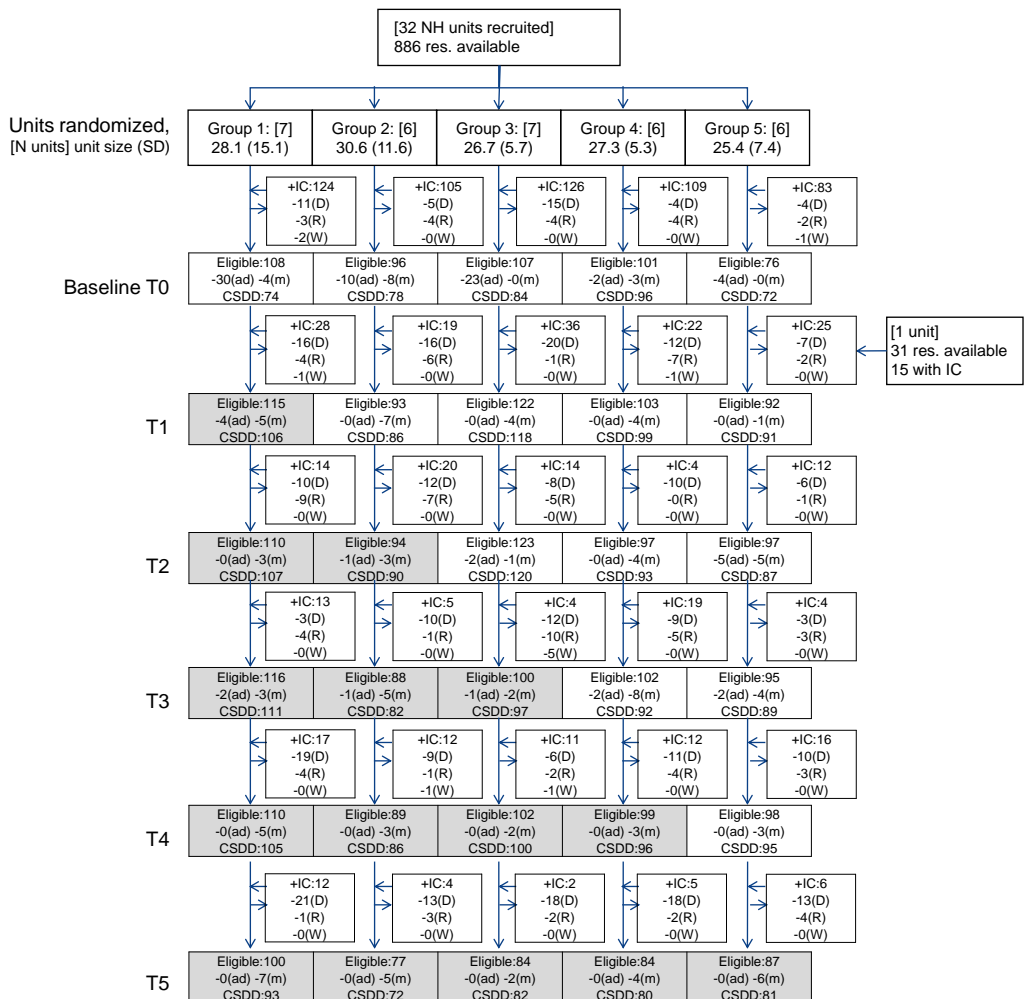 [32 NH units recruited]
886 res. available
Units randomized,
[N units] unit size (SD)
Group 1: [7]
28.1 (15.1)
Group 2: [6]
30.6 (11.6)
Group 3: [7]
26.7 (5.7)
Group 4: [6]
27.3 (5.3)
Group 5: [6]
25.4 (7.4)
+IC:124
-11(D)
-3(R)
-2(W)
+IC:105
-5(D)
-4(R)
-0(W)
+IC:126
-15(D)
-4(R)
-0(W)
+IC:109
-4(D)
-4(R)
-0(W)
+IC:83
-4(D)
-2(R)
-1(W)
Baseline T0
Eligible:108
-30(ad) -4(m)
CSDD:74
Eligible:96
-10(ad) -8(m)
CSDD:78
Eligible:107
-23(ad) -0(m)
CSDD:84
Eligible:101
-2(ad) -3(m)
CSDD:96
Eligible:76
-4(ad) -0(m)
CSDD:72
+IC:28
-16(D)
-4(R)
-1(W)
+IC:19
-16(D)
-6(R)
-0(W)
+IC:36
-20(D)
-1(R)
-0(W)
+IC:22
-12(D)
-7(R)
-1(W)
+IC:25
-7(D)
-2(R)
-0(W)
[1 unit]
31 res. available
15 with IC
T1
Eligible:115
-4(ad) -5(m)
CSDD:106
Eligible:93
-0(ad) -7(m)
CSDD:86
Eligible:122
-0(ad) -4(m)
CSDD:118
Eligible:103
-0(ad) -4(m)
CSDD:99
Eligible:92
-0(ad) -1(m)
CSDD:91
+IC:14
-10(D)
-9(R)
-0(W)
+IC:20
-12(D)
-7(R)
-0(W)
+IC:14
-8(D)
-5(R)
-0(W)
+IC:4
-10(D)
-0(R)
-0(W)
+IC:12
-6(D)
-1(R)
-0(W)
T2
Eligible:110
-0(ad) -3(m)
CSDD:107
Eligible:94
-1(ad) -3(m)
CSDD:90
Eligible:123
-2(ad) -1(m)
CSDD:120
Eligible:97
-0(ad) -4(m)
CSDD:93
Eligible:97
-5(ad) -5(m)
CSDD:87
+IC:13
-3(D)
-4(R)
-0(W)
+IC:5
-10(D)
-1(R)
-0(W)
+IC:4
-12(D)
-10(R)
-5(W)
+IC:19
-9(D)
-5(R)
-0(W)
+IC:4
-3(D)
-3(R)
-0(W)
T3
Eligible:116
-2(ad) -3(m)
CSDD:111
Eligible:88
-1(ad) -5(m)
CSDD:82
Eligible:100
-1(ad) -2(m)
CSDD:97
Eligible:102
-2(ad) -8(m)
CSDD:92
Eligible:95
-2(ad) -4(m)
CSDD:89
+IC:17
-19(D)
-4(R)
-0(W)
+IC:12
-9(D)
-1(R)
-1(W)
+IC:11
-6(D)
-2(R)
-1(W)
+IC:12
-11(D)
-4(R)
-0(W)
+IC:16
-10(D)
-3(R)
-0(W)
T4
Eligible:110
-0(ad) -5(m)
CSDD:105
Eligible:89
-0(ad) -3(m)
CSDD:86
Eligible:102
-0(ad) -2(m)
CSDD:100
Eligible:99
-0(ad) -3(m)
CSDD:96
Eligible:98
-0(ad) -3(m)
CSDD:95
+IC:12
-21(D)
-1(R)
-0(W)
+IC:4
-13(D)
-3(R)
-0(W)
+IC:2
-18(D)
-2(R)
-0(W)
+IC:5
-18(D)
-2(R)
-0(W)
+IC:6
-13(D)
-4(R)
-0(W)
T5
Eligible:100
-0(ad) -7(m)
CSDD:93
Eligible:77
-0(ad) -5(m)
CSDD:72
Eligible:84
-0(ad) -2(m)
CSDD:82
Eligible:84
-0(ad) -4(m)
CSDD:80
Eligible:87
-0(ad) -6(m)
CSDD:81